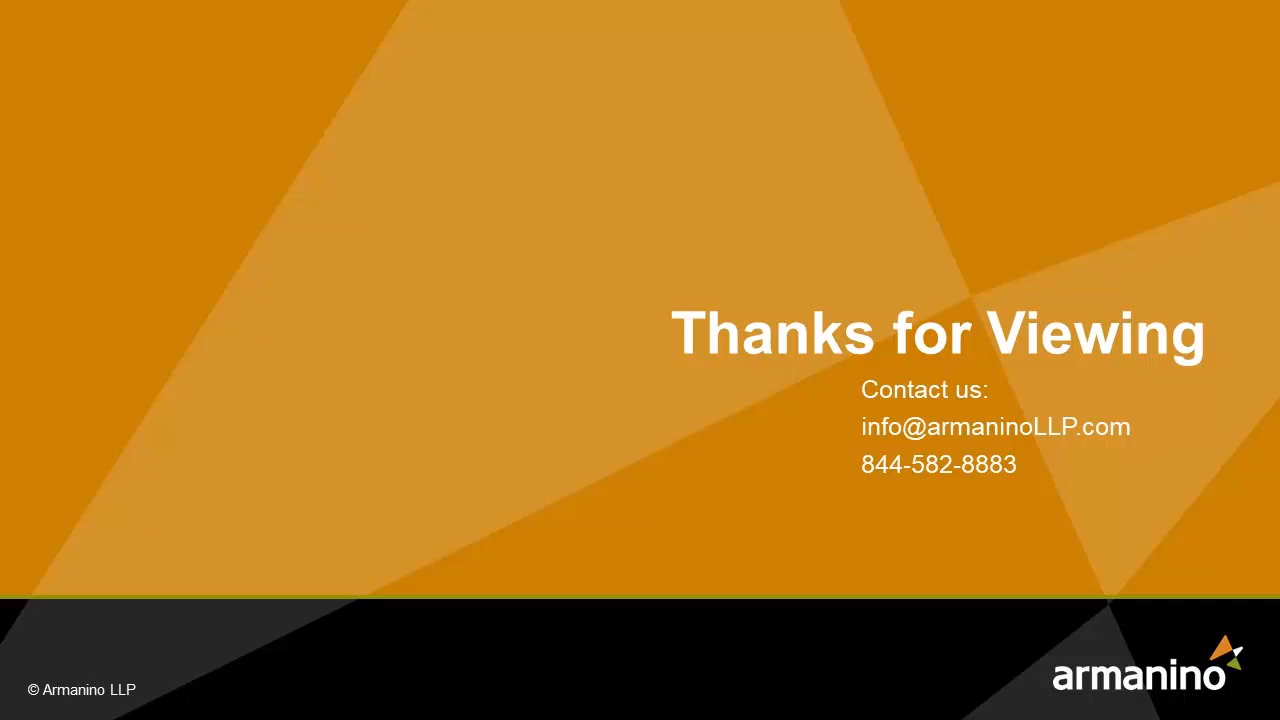 Thanks for Viewing
Contact us:
info@armaninoLLP.com
844-582-8883
© Armanino LLP
armanino